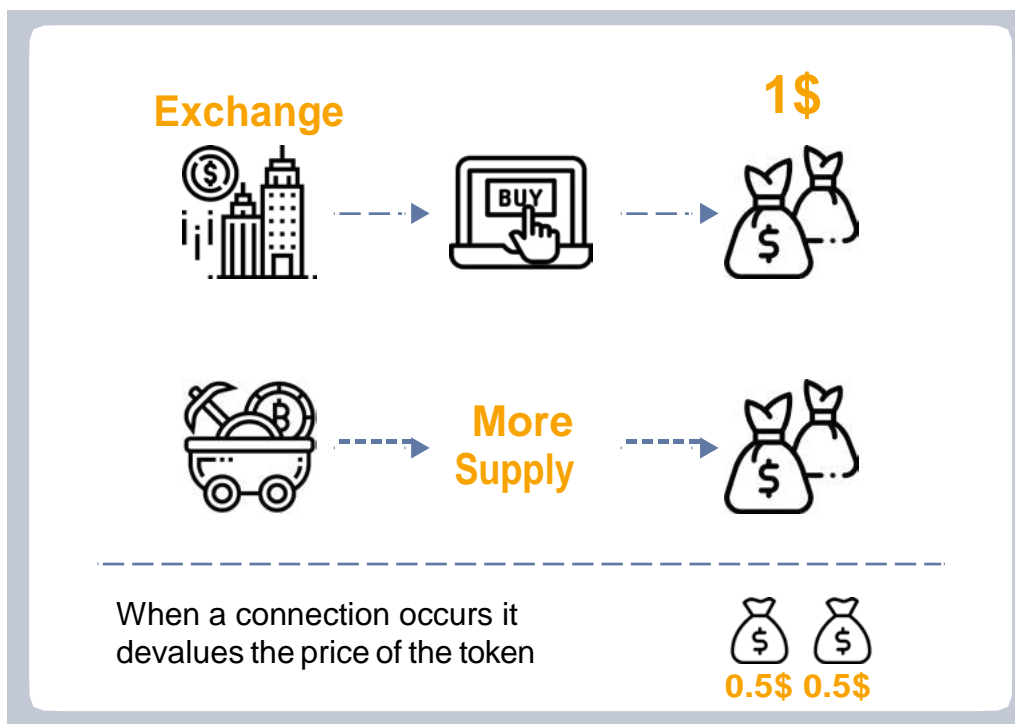 Exchange
1$
BUY
$
$
B
More
Supply
$
When a connection occurs it
devalues the price of the token
$ $
0.5$ 0.5$